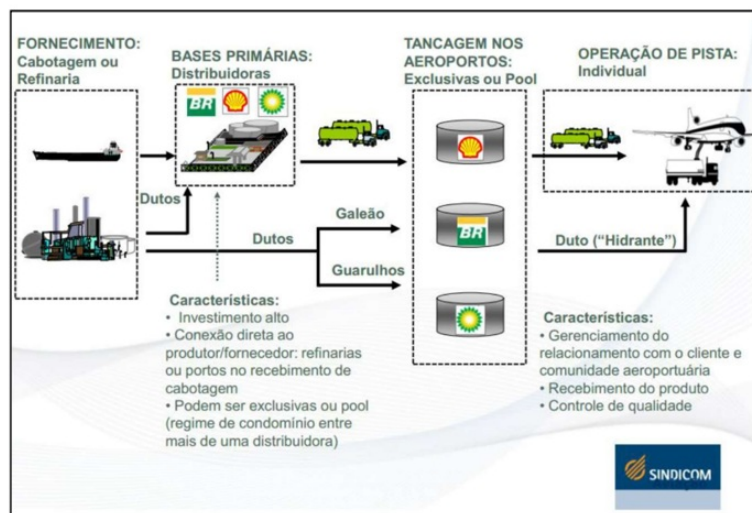 FORNECIMENTO:
Cabotagem ou
Refinaria
BASES PRIMÁRIAS:
Distribuidoras
TANCAGEM NOS
AEROPORTOS:
Exclusivas ou Pool
OPERAÇÃO DE PISTA:
Individual
BR
Dutos
Dutos
Galeão
Guarulhos
BR
Duto (“Hidrante”)
Características:
• Investimento alto
• Conexão direta ao
produtor/fornecedor: refinarias
ou portos no recebimento de
cabotagem
• Podem ser exclusivas ou pool
(regime de condomínio entre
mais de uma distribuidora)
Características:
• Gerenciamento do
relacionamento com o cliente e
comunidade aeroportuária
• Recebimento do produto
• Controle de qualidade
SINDICOM